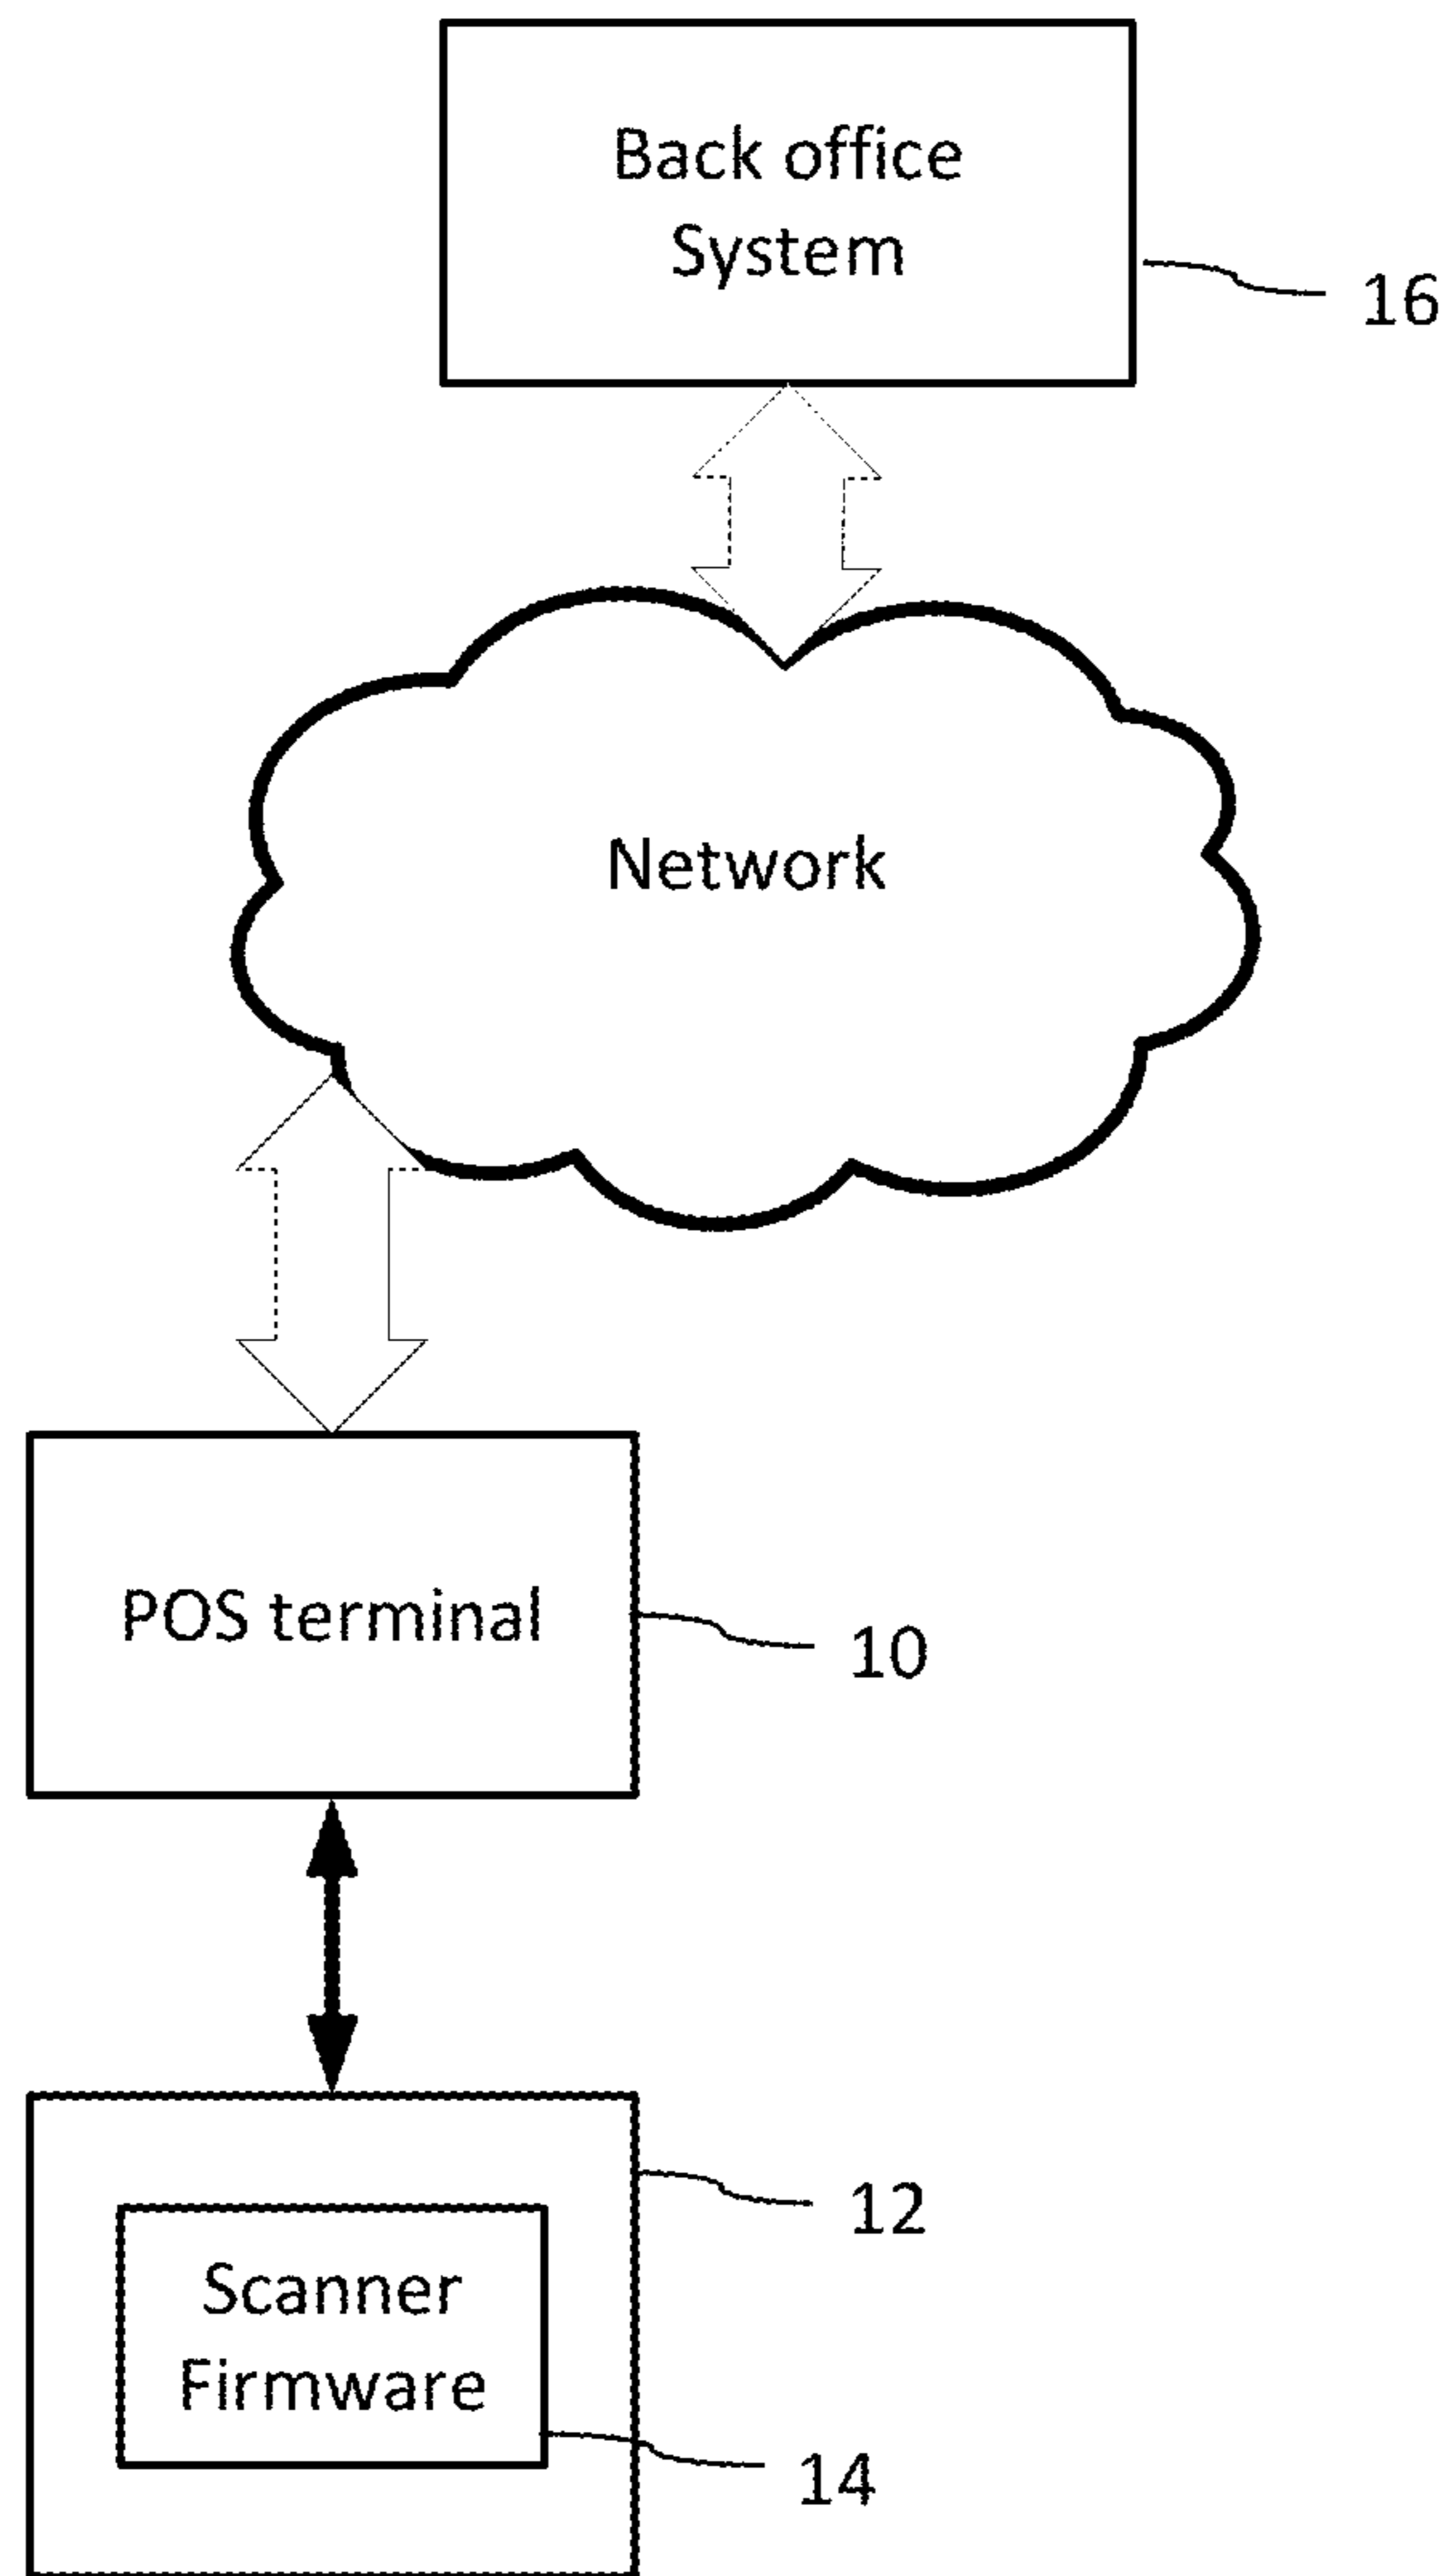 Back office
System
16
Network
POS terminal
10
12
Scanner
Firmware
14